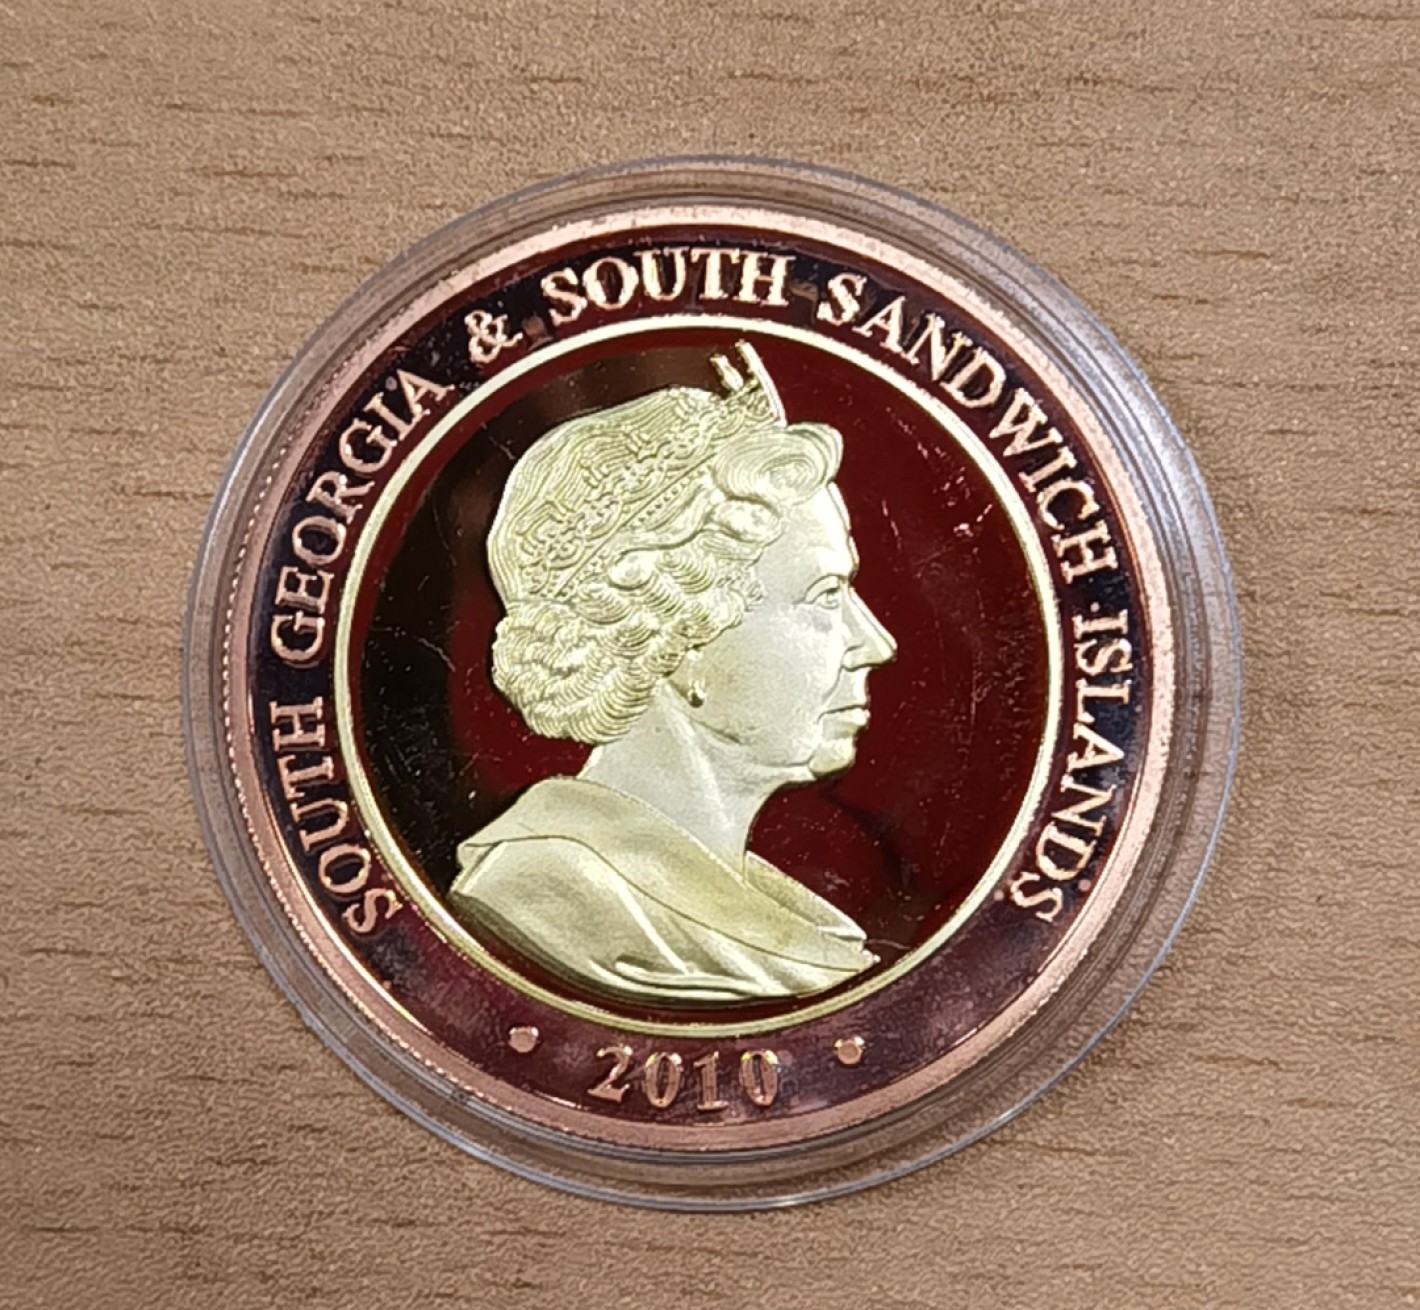 SOUTH GEORGIA & SOUTH SANDWICH ISLANDS
• 2010 •